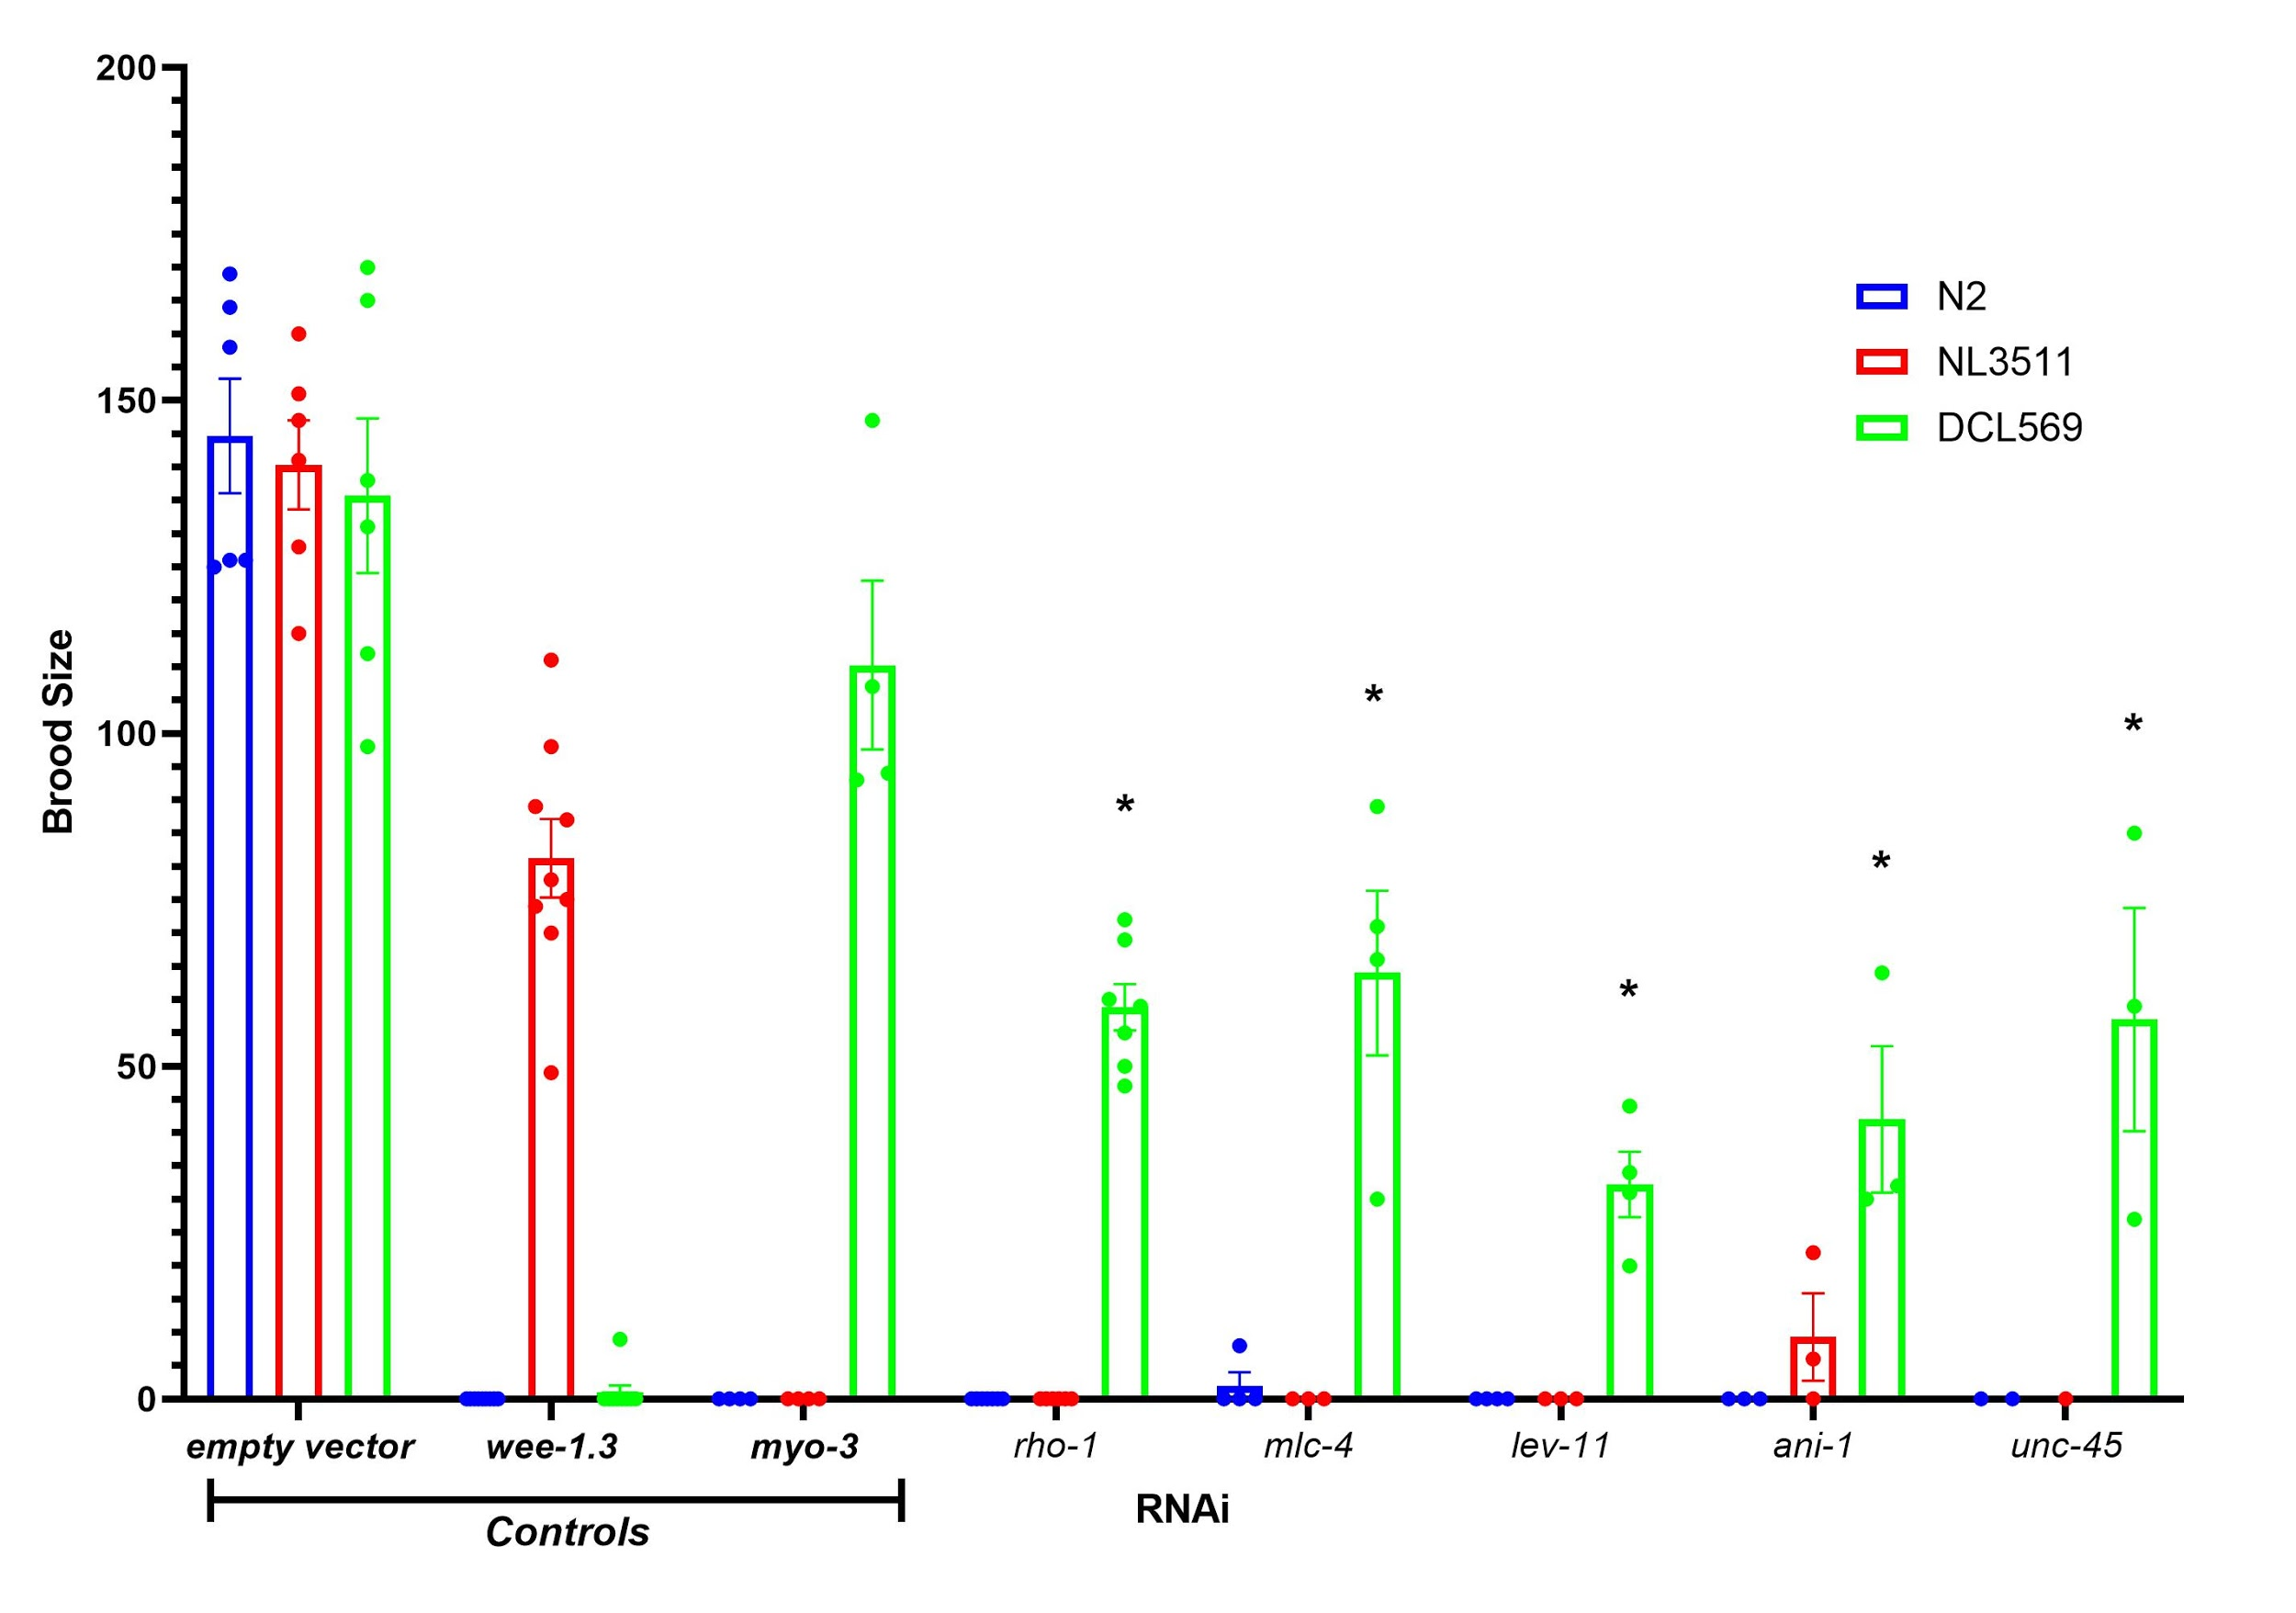 200
150
100
50
0
Brood Size
N2
NL3511
DCL569
*
*
*
*
*
empty vector wee-1.3 myo-3 rho-1 mlc-4 lev-11 ani-1 unc-45
Controls
RNAi